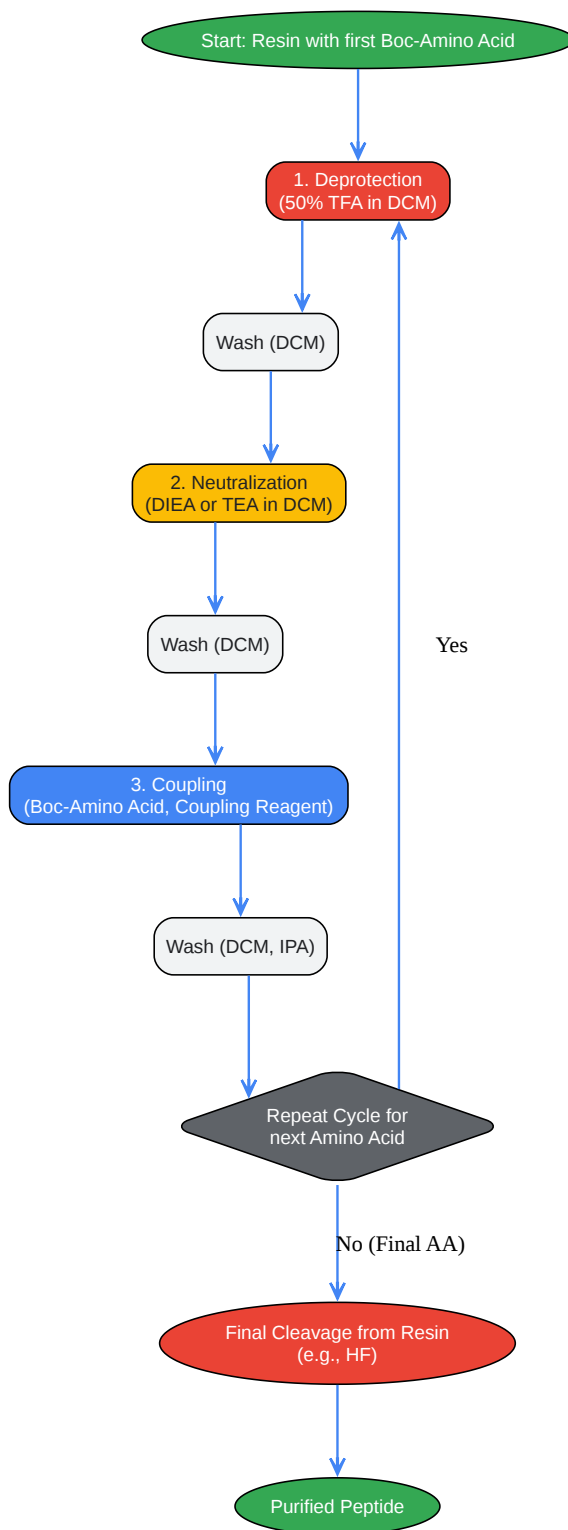 Start: Resin with first Boc-Amino Acid
1. Deprotection
(50% TFA in DCM)
Wash (DCM)
2. Neutralization
(DIEA or TEA in DCM)
Wash (DCM)
Yes
3. Coupling
(Boc-Amino Acid, Coupling Reagent)
Wash (DCM, IPA)
Repeat Cycle for
next Amino Acid
No (Final AA)
Final Cleavage from Resin
(e.g., HF)
Purified Peptide